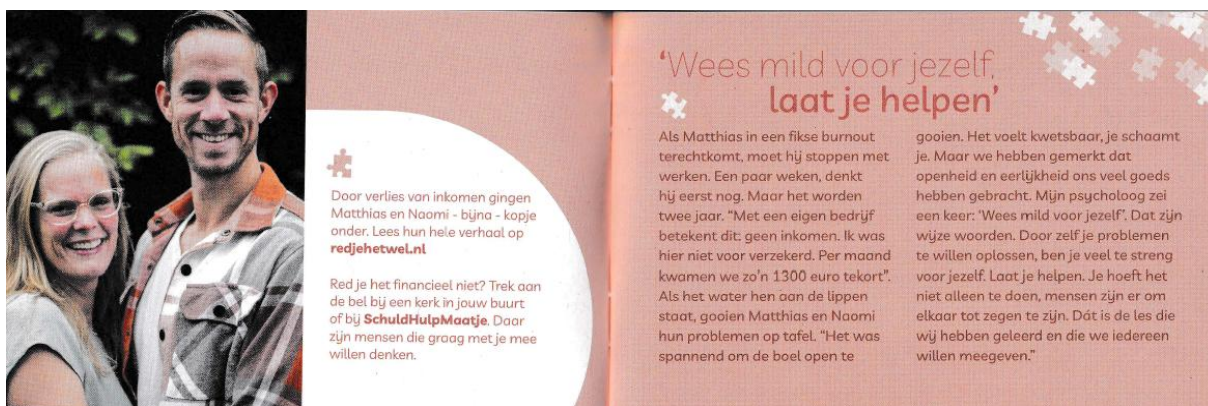 Door verlies van inkomen gingen
Matthias en Naomi - bijna - kopje
onder. Lees hun hele verhaal op
redjehetwel.nl
Red je het financieel niet? Trek aan
de bel bij een kerk in jouw buurt
of bij SchuldHulpMaatje. Daar
zijn mensen die graag met je mee
willen denken.
‘Wees mild voor jezelf,
laat je helpen’
Als Matthias in een fikse burnout
terechtkomt, moet hij stoppen met
werken. Een paar weken, denkt
hij eerst nog. Maar het worden
twee jaar. “Met een eigen bedrijf
betekent dit: geen inkomen. Ik was
hier niet voor verzekerd. Per maand
kwamen we zo’n 1300 euro tekort”.
Als het water hen aan de lippen
staat, gooien Matthias en Naomi
hun problemen op tafel. “Het was
spannend om de boel open te
gooien. Het voelt kwetsbaar, je schaamt
je. Maar we hebben gemerkt dat
openheid en eerlijkheid ons veel goeds
hebben gebracht. Mijn psycholoog zei
een keer: ‘Wees mild voor jezelf’. Dat zijn
wijze woorden. Door zelf je problemen
te willen oplossen, ben je veel te streng
voor jezelf. Laat je helpen. Je hoeft het
niet alleen te doen, mensen zijn er om
elkaar tot zegen te zijn. Dát is de les die
wij hebben geleerd en die we iedereen
willen meegeven.”